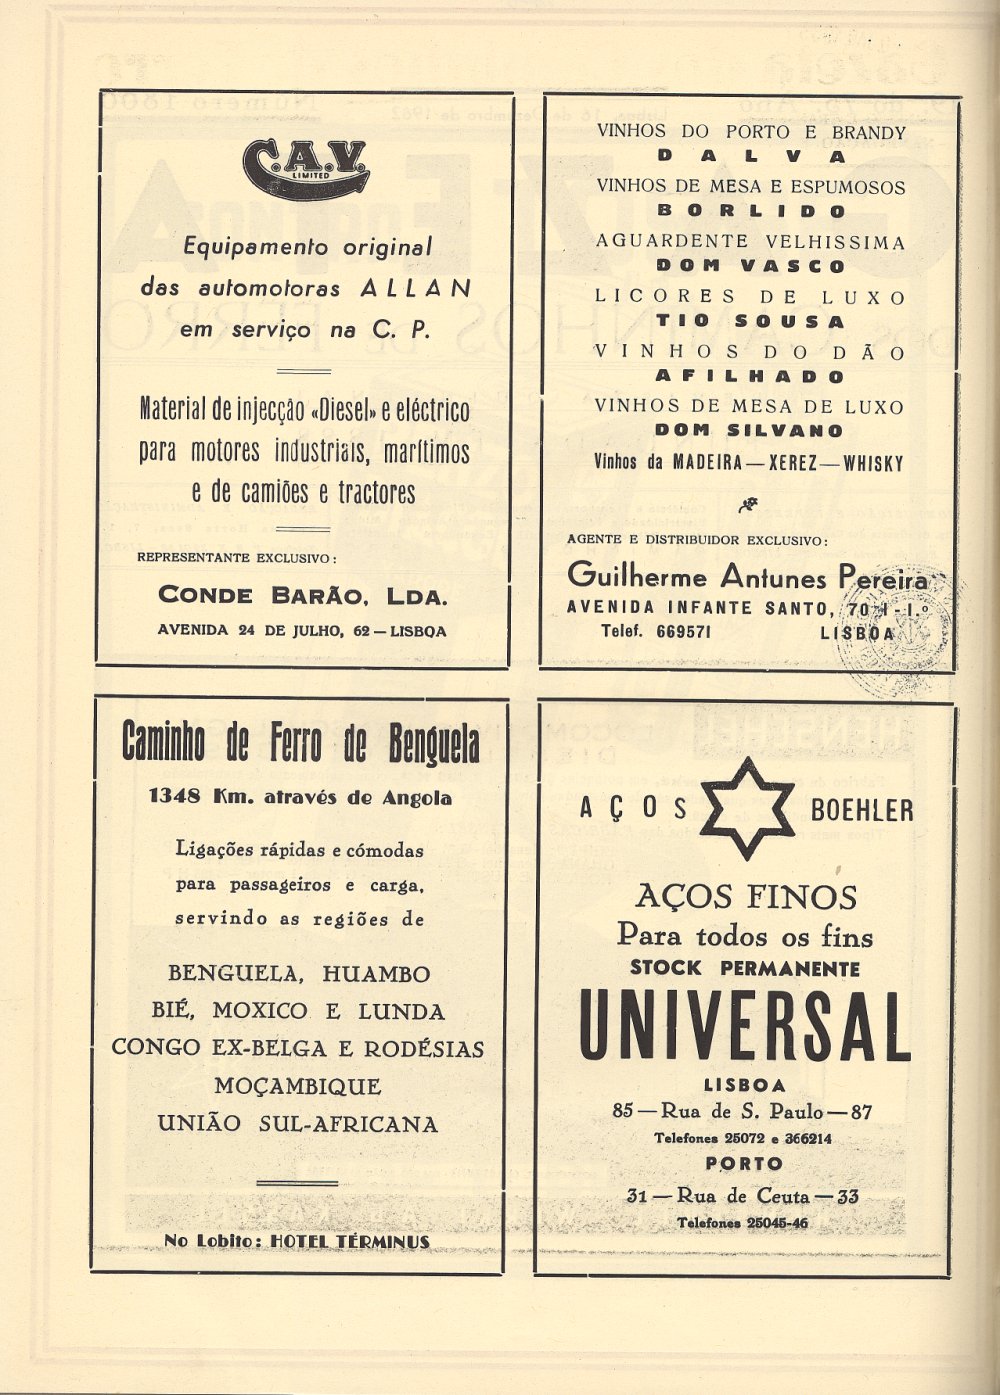 C.A.V.
LIMITED
Equipamento original
das automotoras ALLAN
em serviço na C. P.
Material de injecção «Diesel» e eléctrico
para motores industriais, marítimos
e de camiões e tractores
REPRESENTANTE EXCLUSIVO:
CONDE BARÃO, LDA.
AVENIDA 24 DE JULHO, 62 — LISBOA
VINHOS DO PORTO E BRANDY
DALVA
VINHOS DE MESA E ESPUMOSOS
BORLIDO
AGUARDENTE VELHISSIMA
DOM VASCO
LICORES DE LUXO
TIO SOUSA
VINHOS DO DÃO
AFILHADO
VINHOS DE MESA DE LUXO
DOM SILVANO
Vinhos da MADEIRA — XEREZ — WHISKY
AGENTE E DISTRIBUIDOR EXCLUSIVO:
Guilherme Antunes Pereira
AVENIDA INFANTE SANTO, 70-1-1.º
Telef. 669571 LISBOA
Caminho de Ferro de Benguela
1348 Km. através de Angola
Ligações rápidas e cómodas
para passageiros e carga,
servindo as regiões de
BENGUELA, HUAMBO
BIÉ, MOXICO E LUNDA
CONGO EX-BELGA E RODÉSIAS
MOÇAMBIQUE
UNIÃO SUL-AFRICANA
No Lobito: HOTEL TÉRMINUS
AÇOS BOEHLER
AÇOS FINOS
Para todos os fins
STOCK PERMANENTE
UNIVERSAL
LISBOA
85 — Rua de S. Paulo — 87
Telefones 25072 e 366214
PORTO
31 — Rua de Ceuta — 33
Telefones 25045-46